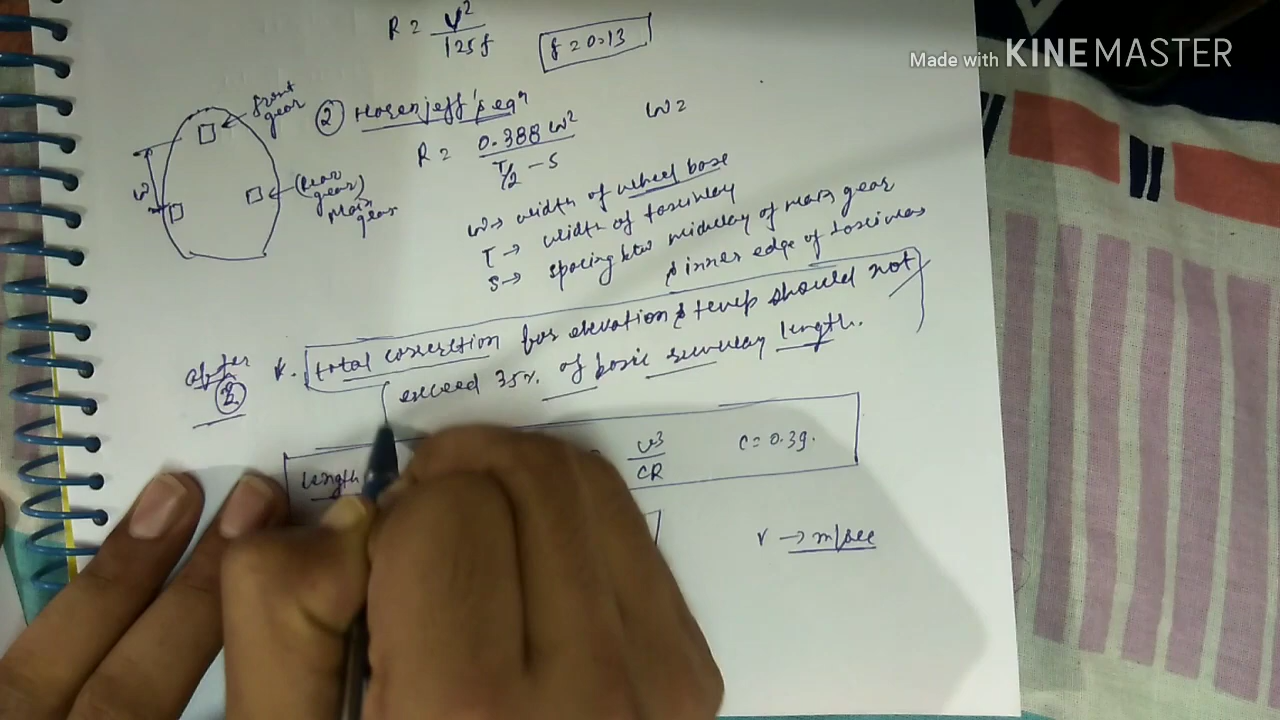 Made with KINEMASTER
R = V²/125f
f = 0.13
front gear
② Horenjeff's eqⁿ
W =
R = 0.388 W² / T/2 - S
W
(Rear gear) Main gear
W → width of wheel base
T → width of taxiway
S → spacing btw midway of main gear
& inner edge of taxiway
after ②
*. total correction for elevation & temp should not
exceed 35%. of basic runway length.
length
V³/CR
C = 0.39.
V → m/sec